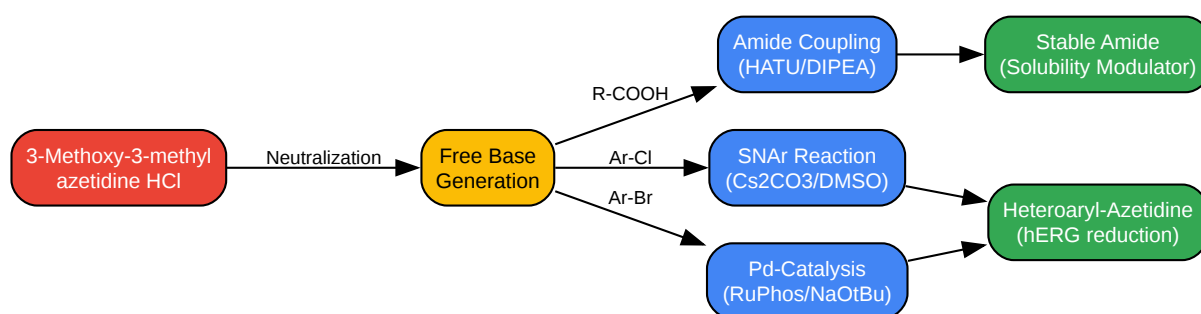 3-Methoxy-3-methyl
azetidine HCl
Neutralization
Free Base
Generation
R-COOH
Ar-Cl
Ar-Br
Amide Coupling
(HATU/DIPEA)
SNAr Reaction
(Cs2CO3/DMSO)
Pd-Catalysis
(RuPhos/NaOtBu)
Stable Amide
(Solubility Modulator)
Heteroaryl-Azetidine
(hERG reduction)